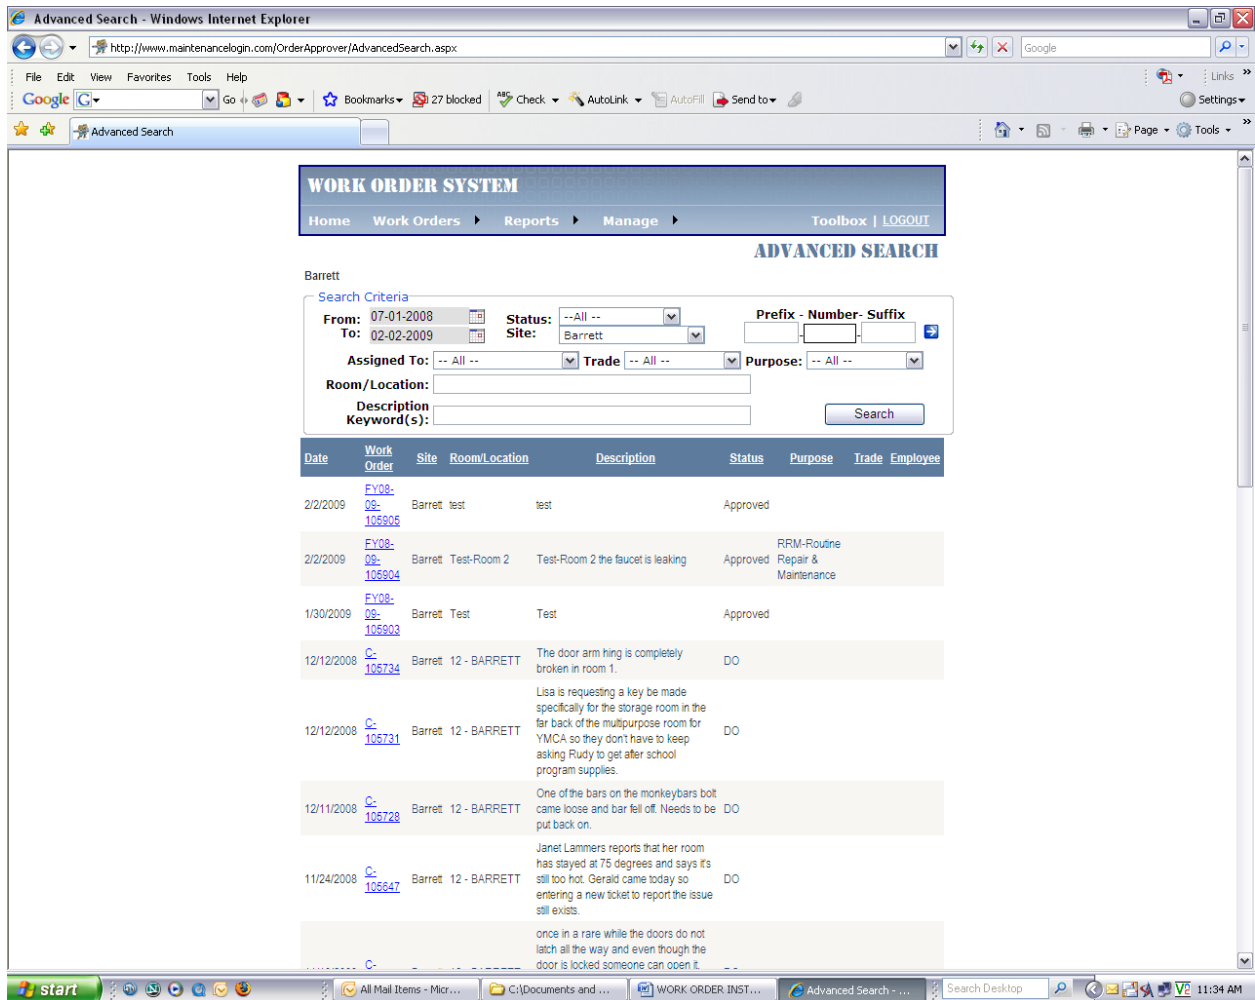 Advanced Search - Windows Internet Explorer
http://www.maintenancelogin.com/OrderApprover/AdvancedSearch.aspx
Google
File Edit View Favorites Tools Help
Links »
Google G Go Bookmarks 27 blocked ABC Check AutoLink AutoFill Send to
Settings
Advanced Search
Page Tools »
WORK ORDER SYSTEM
Home Work Orders Reports Manage Toolbox | LOGOUT
ADVANCED SEARCH
Barrett
Search Criteria
From: 07-01-2008 Status: --All -- Prefix - Number- Suffix
To: 02-02-2009 Site: Barrett - -
Assigned To: -- All -- Trade -- All -- Purpose: -- All --
Room/Location:
Description
Keyword(s): Search
Date Work Order Site Room/Location Description Status Purpose Trade Employee
2/2/2009 FY08-09-105905 Barrett test test Approved
2/2/2009 FY08-09-105904 Barrett Test-Room 2 Test-Room 2 the faucet is leaking Approved RRM-Routine Repair & Maintenance
1/30/2009 FY08-09-105903 Barrett Test Test Approved
12/12/2008 C-105734 Barrett 12 - BARRETT The door arm hing is completely
broken in room 1. DO
12/12/2008 C-105731 Barrett 12 - BARRETT Lisa is requesting a key be made
specifically for the storage room in the
far back of the multipurpose room for
YMCA so they don't have to keep
asking Rudy to get after school
program supplies. DO
12/11/2008 C-105728 Barrett 12 - BARRETT One of the bars on the monkeybars bolt
came loose and bar fell off. Needs to be
put back on. DO
11/24/2008 C-105647 Barrett 12 - BARRETT Janet Lammers reports that her room
has stayed at 75 degrees and says it's
still too hot. Gerald came today so
entering a new ticket to report the issue
still exists. DO
C-
once in a rare while the doors do not
latch all the way and even though the
door is locked someone can open it.
start All Mail Items - Micr... C:\Documents and ... WORK ORDER INST... Advanced Search - ... Search Desktop 11:34 AM